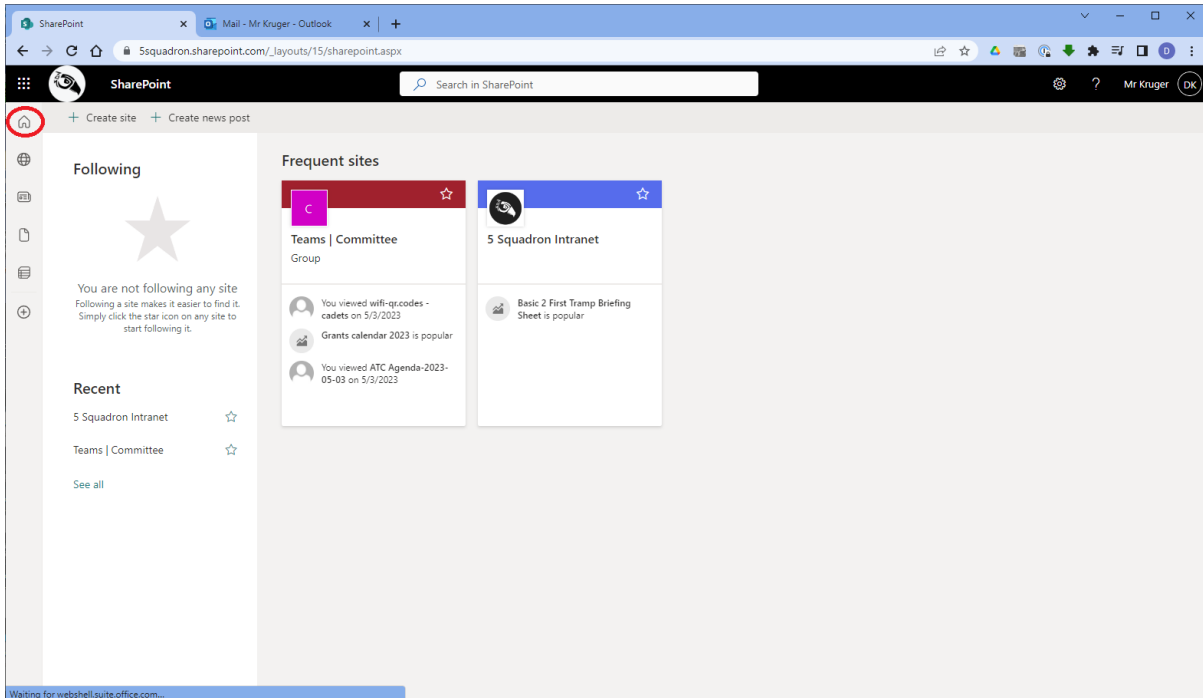 SharePoint
Mail - Mr Kruger - Outlook
5squadron.sharepoint.com/_layouts/15/sharepoint.aspx
D
SharePoint
Search in SharePoint
?
Mr Kruger
DK
+ Create site
+ Create news post
Following
You are not following any site
Following a site makes it easier to find it.
Simply click the star icon on any site to
start following it.
Recent
5 Squadron Intranet
Teams | Committee
See all
Frequent sites
C
Teams | Committee
Group
You viewed wifi-qr.codes -
cadets on 5/3/2023
Grants calendar 2023 is popular
You viewed ATC Agenda-2023-
05-03 on 5/3/2023
5 Squadron Intranet
Basic 2 First Tramp Briefing
Sheet is popular
Waiting for webshell.suite.office.com...